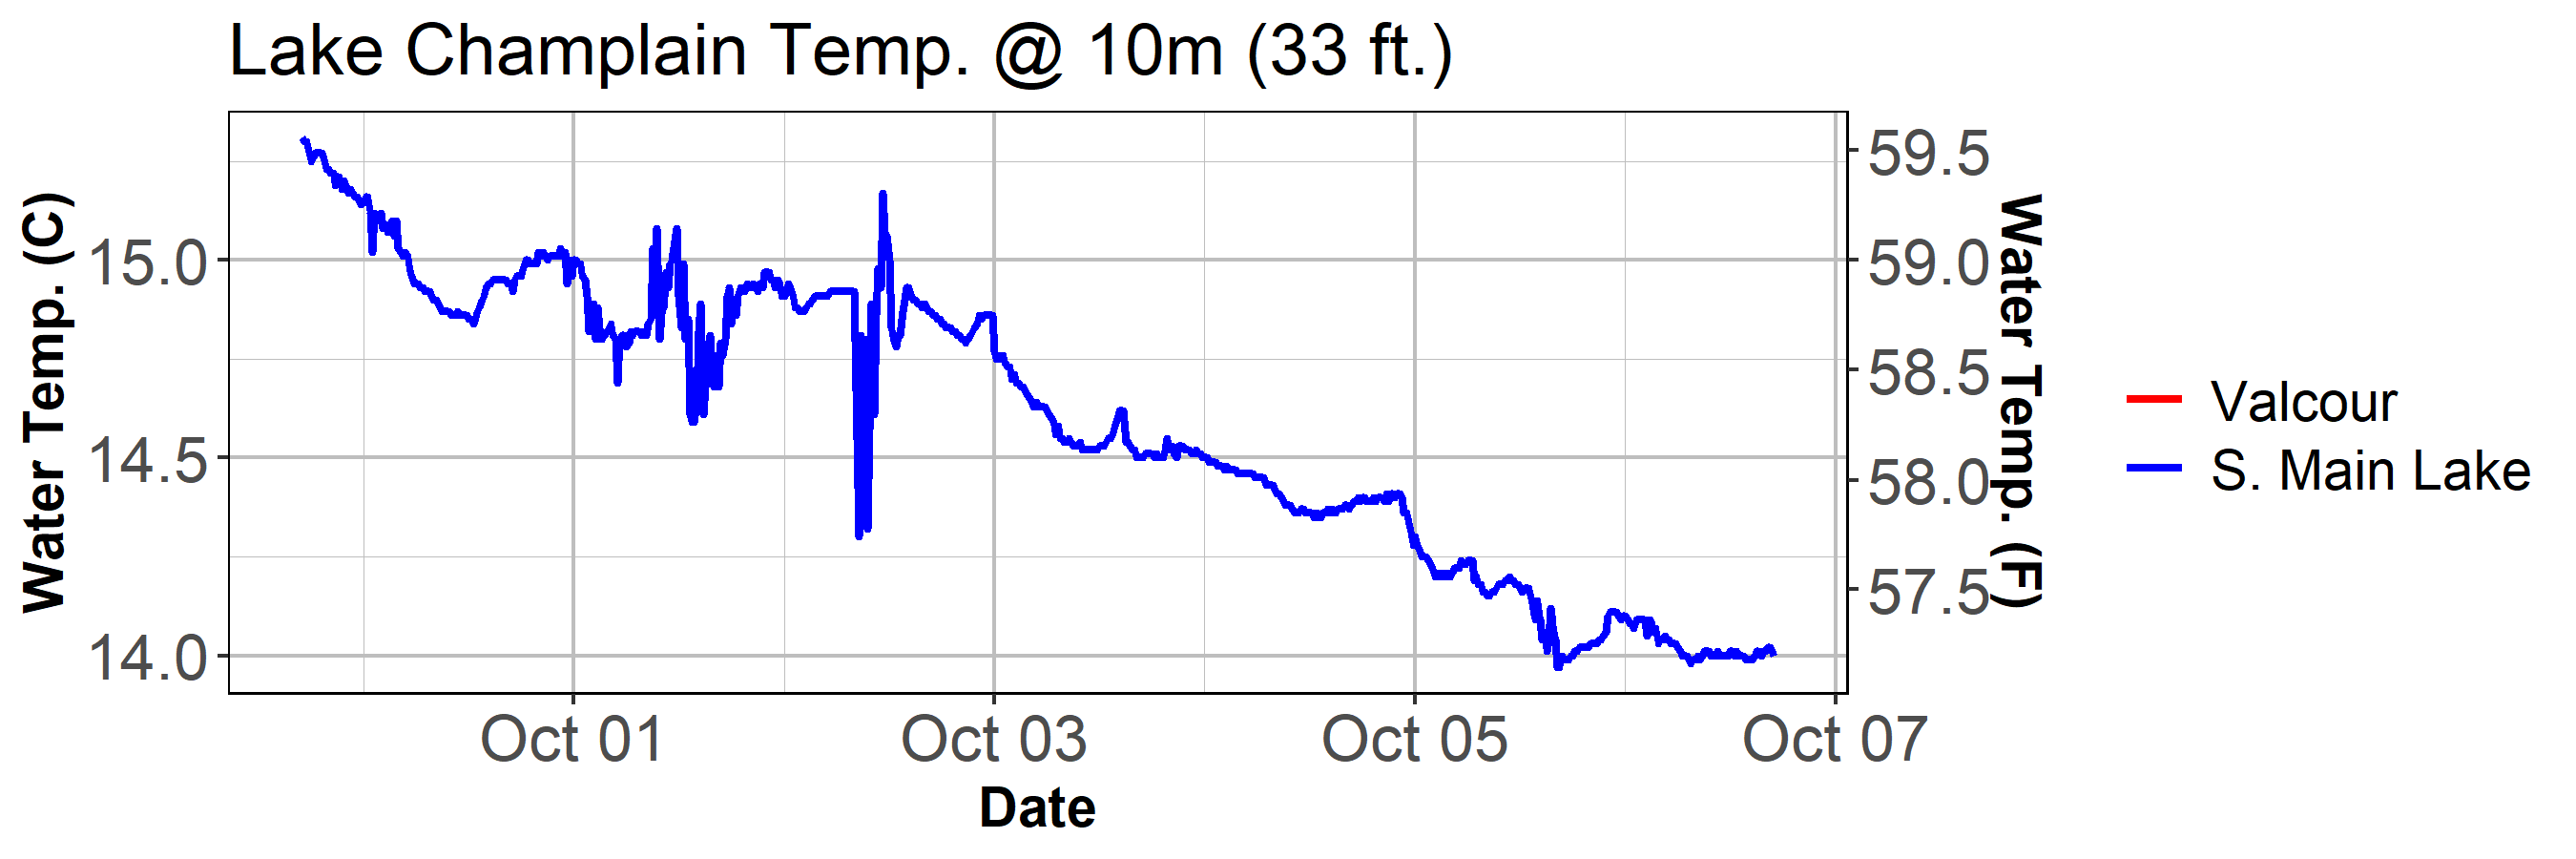 Lake Champlain Temp. @ 10m (33 ft.)
Water Temp. (C)
15.0
14.5
14.0
59.5
59.0
58.5
58.0
57.5
Water Temp. (F)
Valcour
S. Main Lake
Oct 01 Oct 03 Oct 05 Oct 07
Date